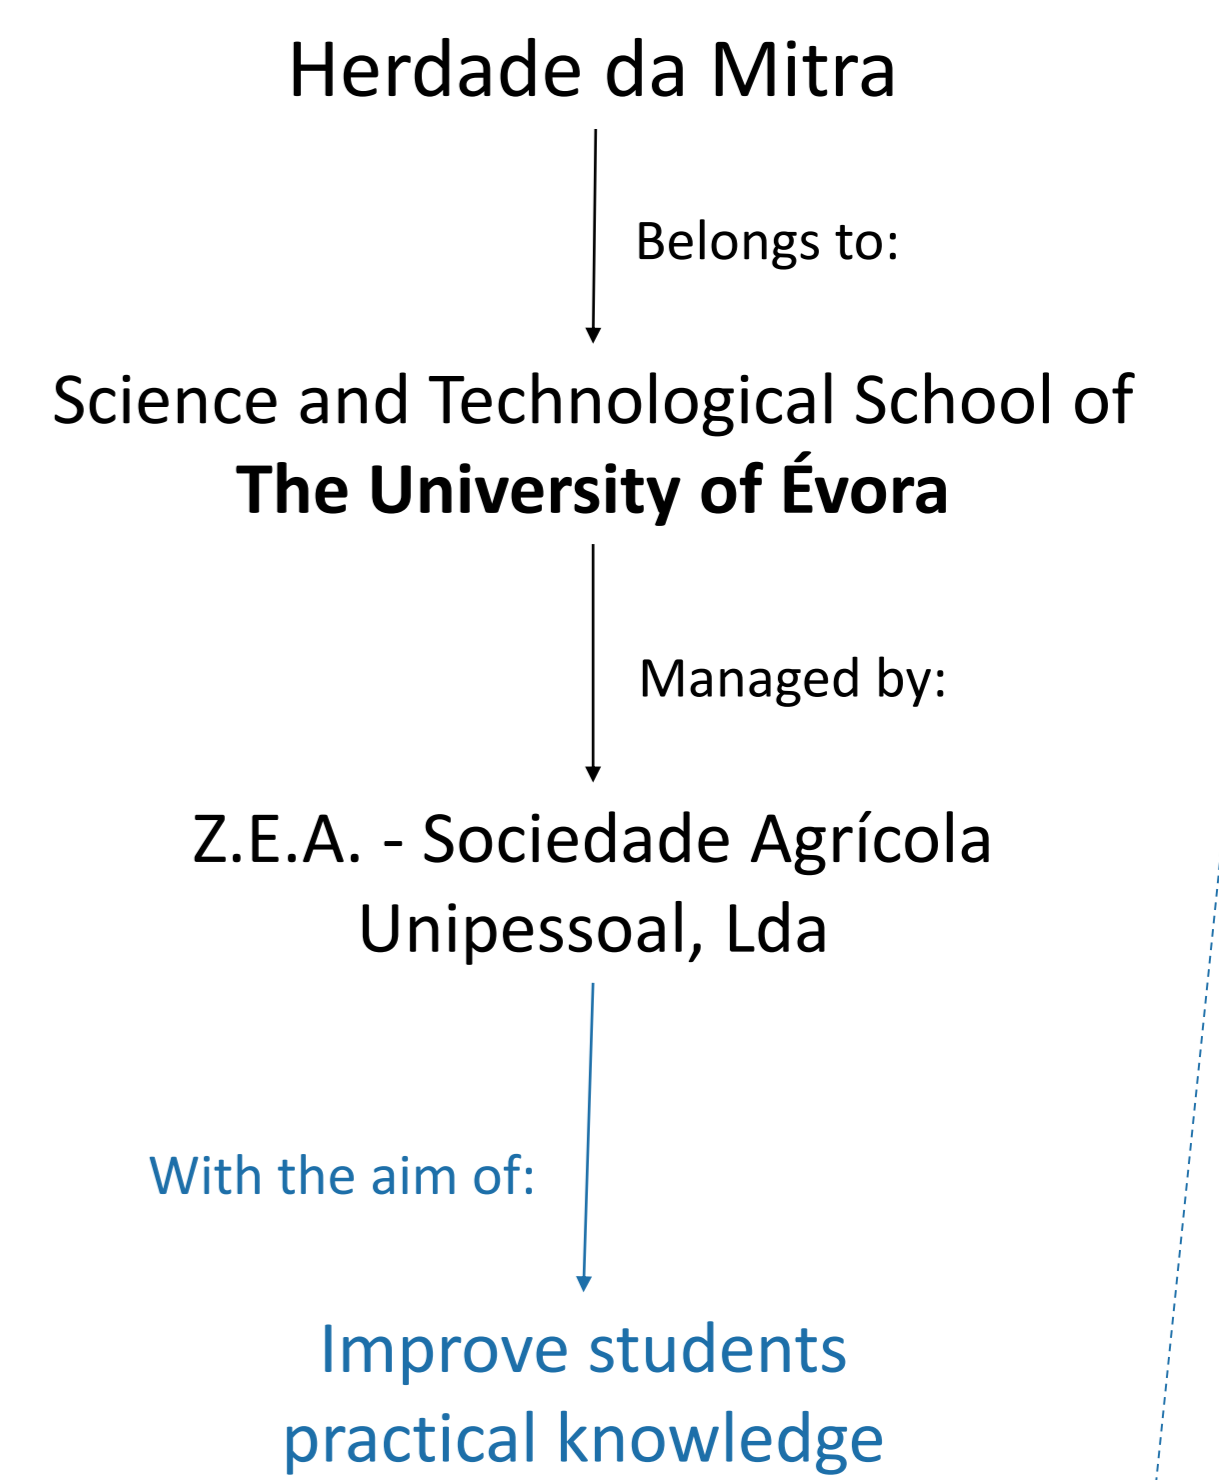 Herdade da Mitra
Belongs to:
Science and Technological School of
The University of Évora
Managed by:
Z.E.A. - Sociedade Agrícola
Unipessoal, Lda
With the aim of:
Improve students
practical knowledge